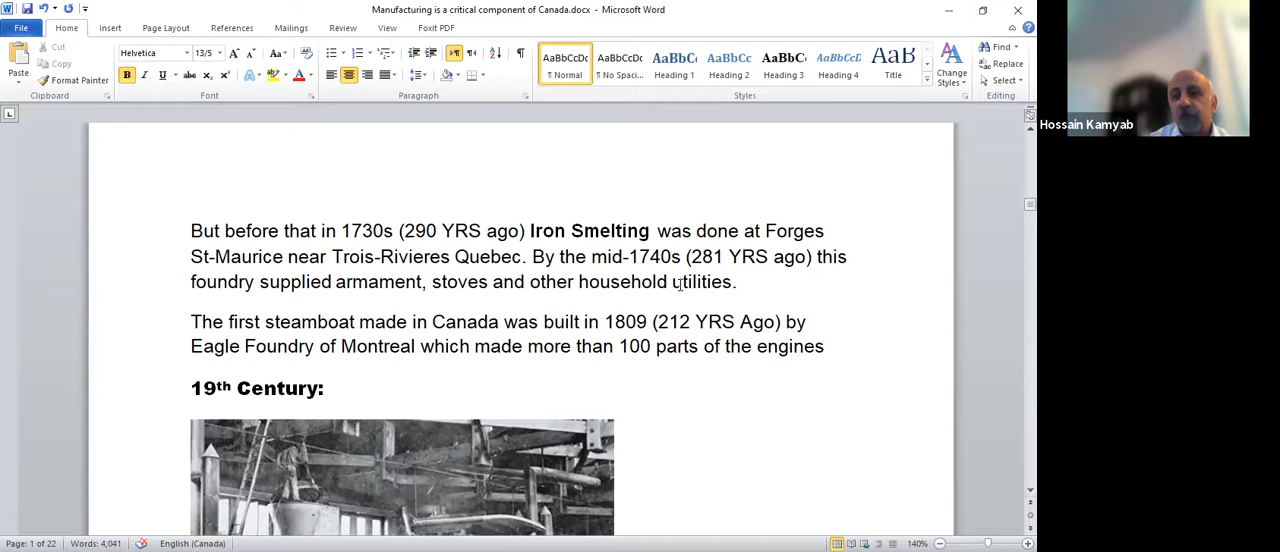 Manufacturing is a critical component of Canada.docx - Microsoft Word
File Home Insert Page Layout References Mailings Review View Foxit PDF
Paste Cut Copy Format Painter
Clipboard
Helvetica 13/5
B I U abc x₂ x² A
Font
Paragraph
AaBbCcDc AaBbCcDc AaBbC AaBbCc AaBbC AaBbCcD AaB
¶ Normal ¶ No Spaci... Heading 1 Heading 2 Heading 3 Heading 4 Title
Change Styles
Styles
Find
Replace
Select
Editing
Hossain Kamyab
But before that in 1730s (290 YRS ago) Iron Smelting was done at Forges
St-Maurice near Trois-Rivieres Quebec. By the mid-1740s (281 YRS ago) this
foundry supplied armament, stoves and other household utilities.
The first steamboat made in Canada was built in 1809 (212 YRS Ago) by
Eagle Foundry of Montreal which made more than 100 parts of the engines
19th Century:
Page: 1 of 22 Words: 4,041 English (Canada) 140%